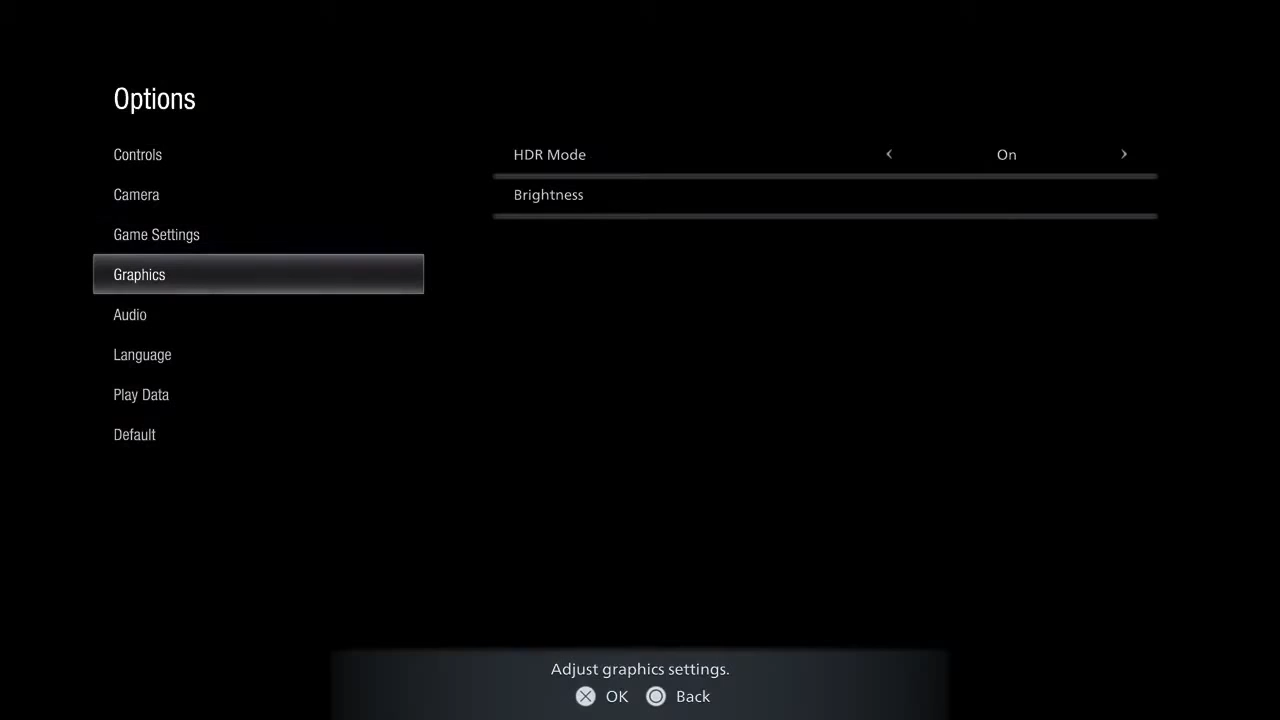 Options
Controls
Camera
Game Settings
Graphics
Audio
Language
Play Data
Default
HDR Mode On
Brightness
Adjust graphics settings.
OK Back